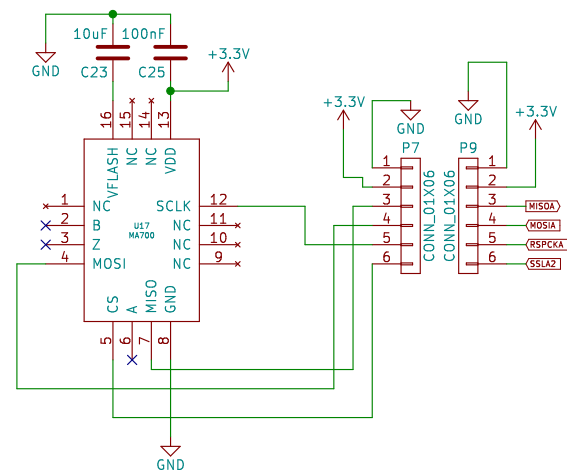 10uF 100nF
C23 C25
GND
+3.3V
16 15 14 13
VFLASH NC NC VDD
1 NC
2 B
3 Z
4 MOSI
U17
MA700
SCLK 12
NC 11
NC 10
NC 9
CS A MISO GND
5 6 7 8
GND
+3.3V
GND
P7
1
2
3
4
5
6
CONN_01X06
GND
+3.3V
P9
CONN_01X06
1
2
3
4
5
6
MISOA
MOSIA
RSPCKA
SSLA2